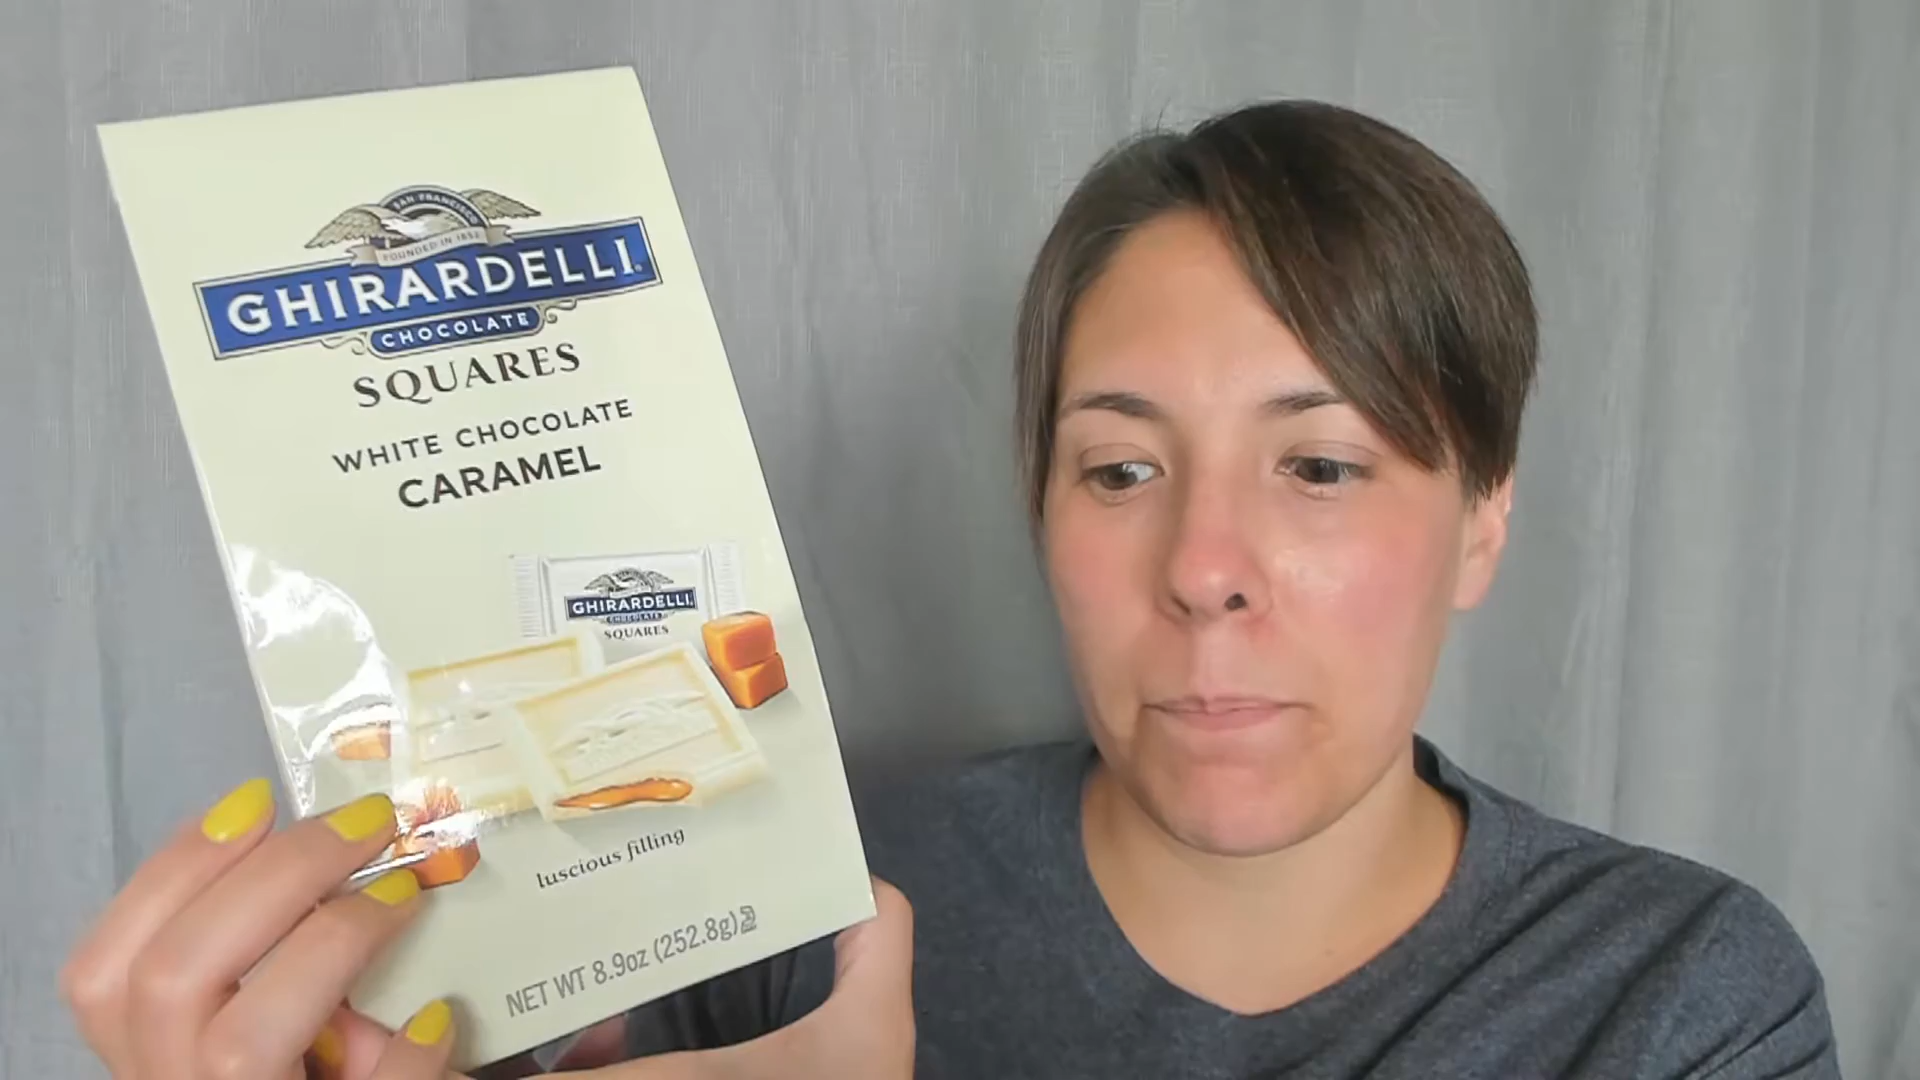 SAN FRANCISCO
FOUNDED IN 1852
GHIRARDELLI®
CHOCOLATE
SQUARES
WHITE CHOCOLATE
CARAMEL
GHIRARDELLI
CHOCOLATE
SQUARES
luscious filling
NET WT 8.9oz (252.8g)